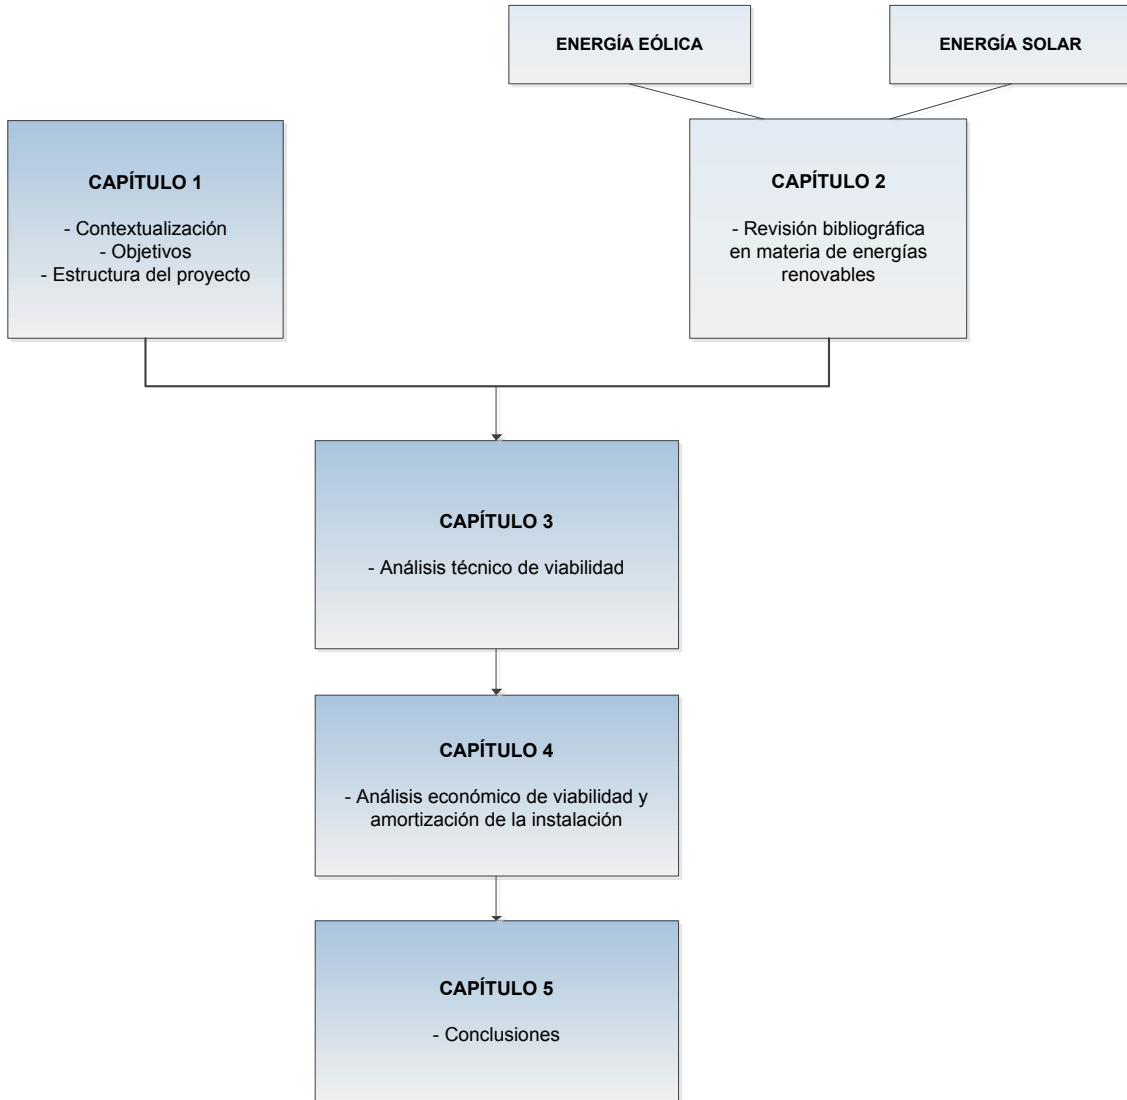 ENERGÍA EÓLICA
ENERGÍA SOLAR
CAPÍTULO 1
- Contextualización
- Objetivos
- Estructura del proyecto
CAPÍTULO 2
- Revisión bibliográfica
en materia de energías
renovables
CAPÍTULO 3
- Análisis técnico de viabilidad
CAPÍTULO 4
- Análisis económico de viabilidad y
amortización de la instalación
CAPÍTULO 5
- Conclusiones